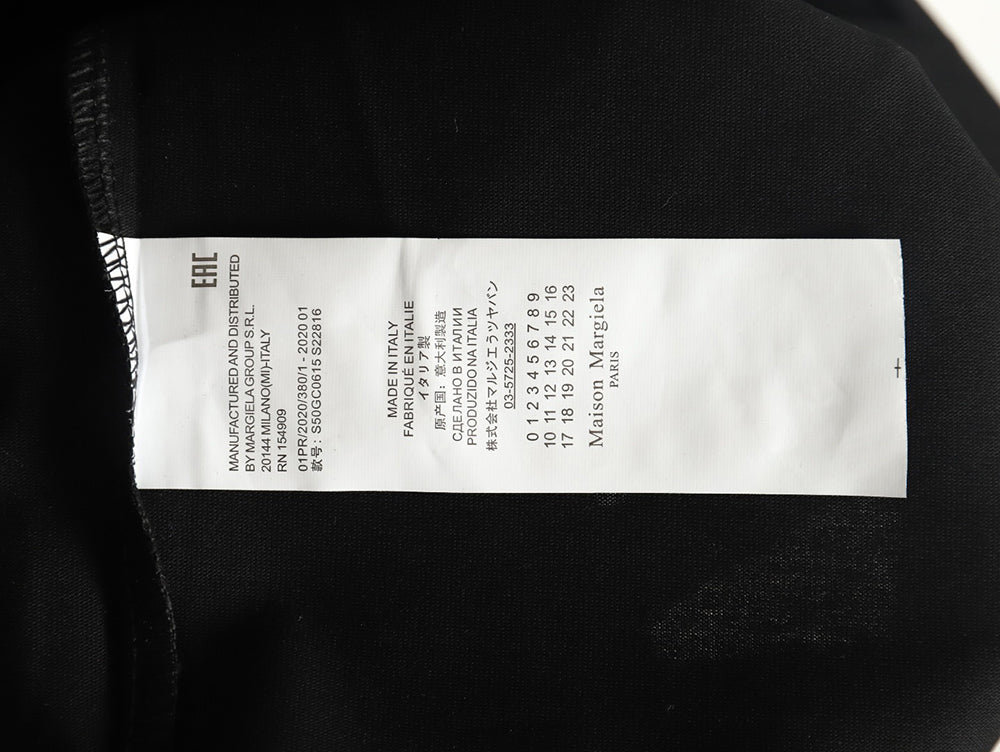 EAC
MANUFACTURED AND DISTRIBUTED
BY MARGIELA GROUP S.R.L.
20144 MILANO(MI)-ITALY
RN 154909
01PR/2020/380/1 - 2020 01
款号: S50GC0615 S22816
MADE IN ITALY
FABRIQUÉ EN ITALIE
イタリア製
原产国: 意大利製造
СДЕЛАНО В ИТАЛИИ
PRODUZIDO NA ITALIA
株式会社マルジエラツヤパン
03-5725-2333
0 1 2 3 4 5 6 7 8 9
10 11 12 13 14 15 16
17 18 19 20 21 22 23
Maison Margiela
PARIS